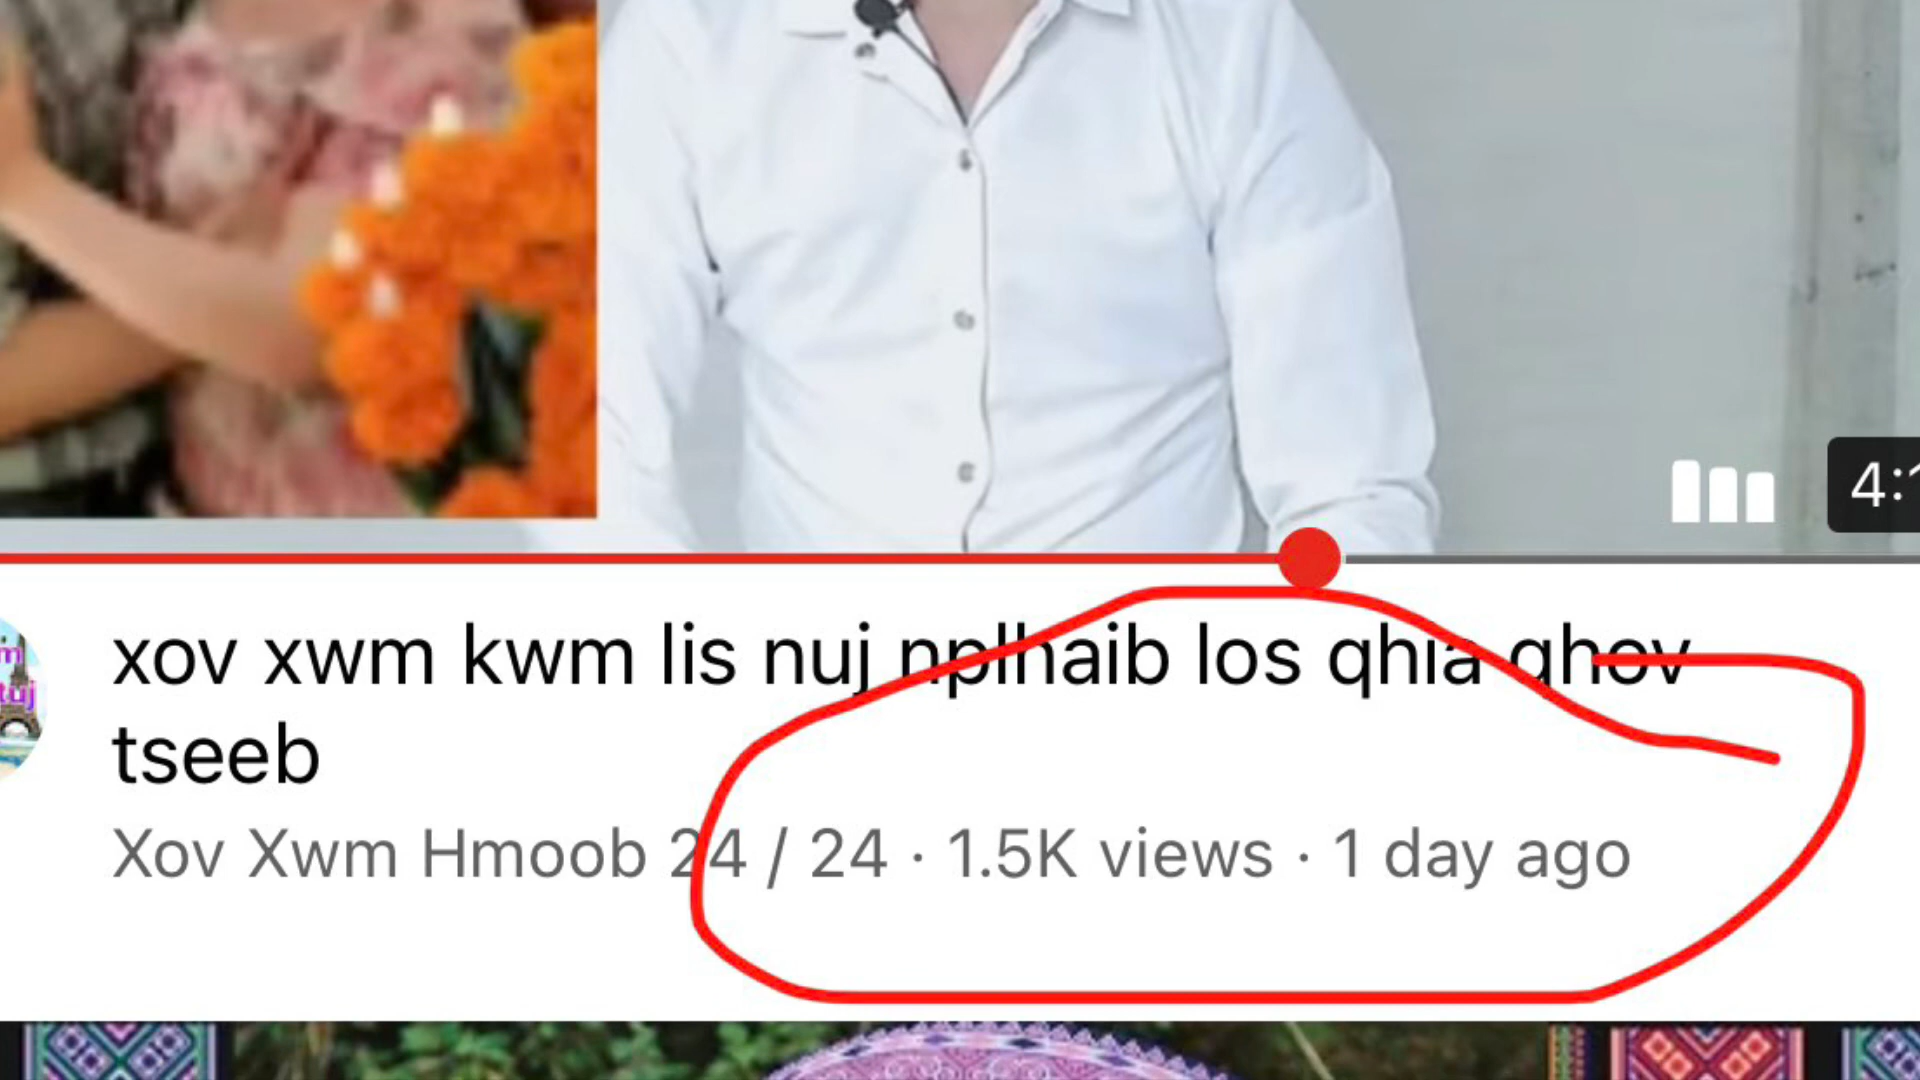 xov xwm kwm lis nuj nplhaib los qhia qhov
tseeb
Xov Xwm Hmoob 24 / 24 · 1.5K views · 1 day ago